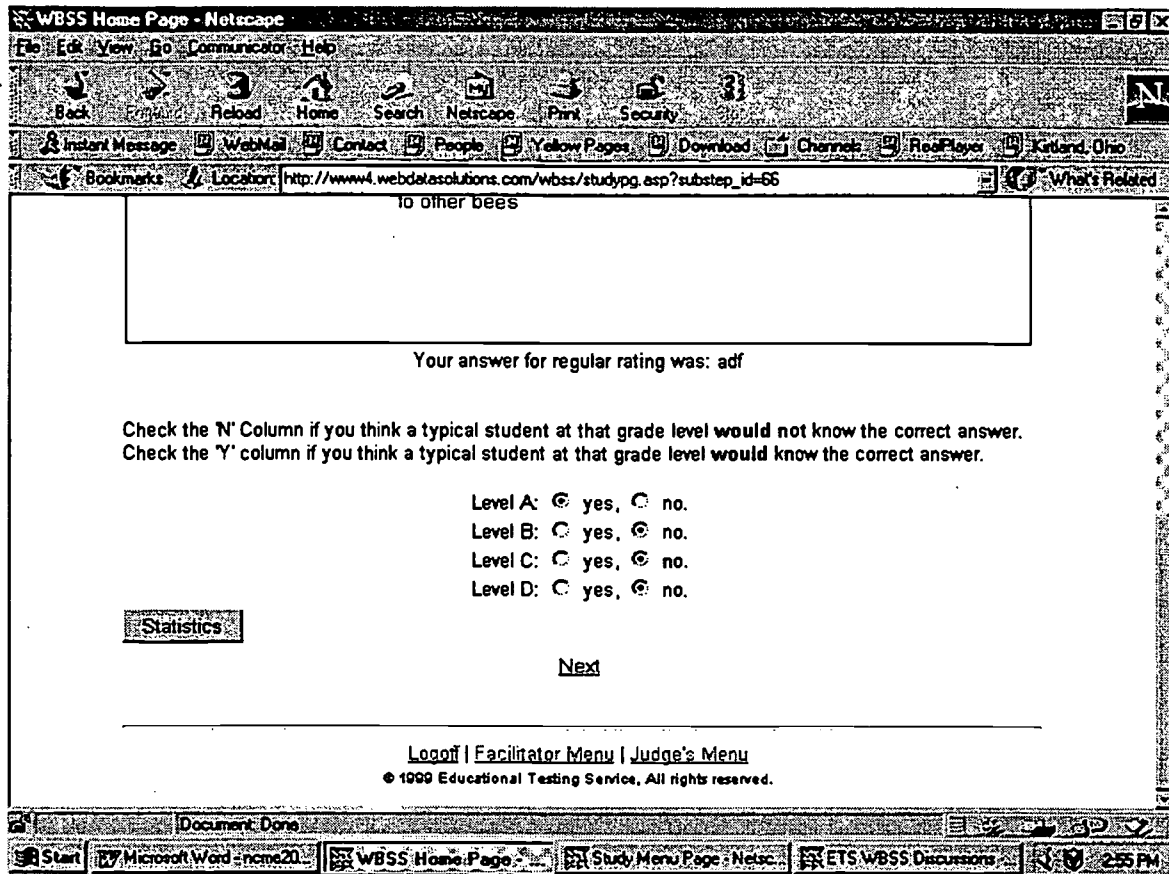 WBSS Home Page - Netscape
File Edit View Go Communicator Help
Back Forward Reload Home Search Netscape Print Security
Instant Message WebMail Contact People Yellow Pages Download Channels RealPlayer Kirtland, Ohio
Bookmarks Location: http://www4.webdatasolutions.com/wbss/studypg.asp?substep_id=66 What's Related
to other bees
Your answer for regular rating was: adf
Check the 'N' Column if you think a typical student at that grade level would not know the correct answer.
Check the 'Y' column if you think a typical student at that grade level would know the correct answer.
Level A: yes, no.
Level B: yes, no.
Level C: yes, no.
Level D: yes, no.
Statistics
Next
Logoff | Facilitator Menu | Judge's Menu
© 1999 Educational Testing Service, All rights reserved.
Document: Done
Start Microsoft Word - ncme20... WBSS Home Page - ... Study Menu Page - Netsc... ETS WBSS Discussions ... 2:55 PM